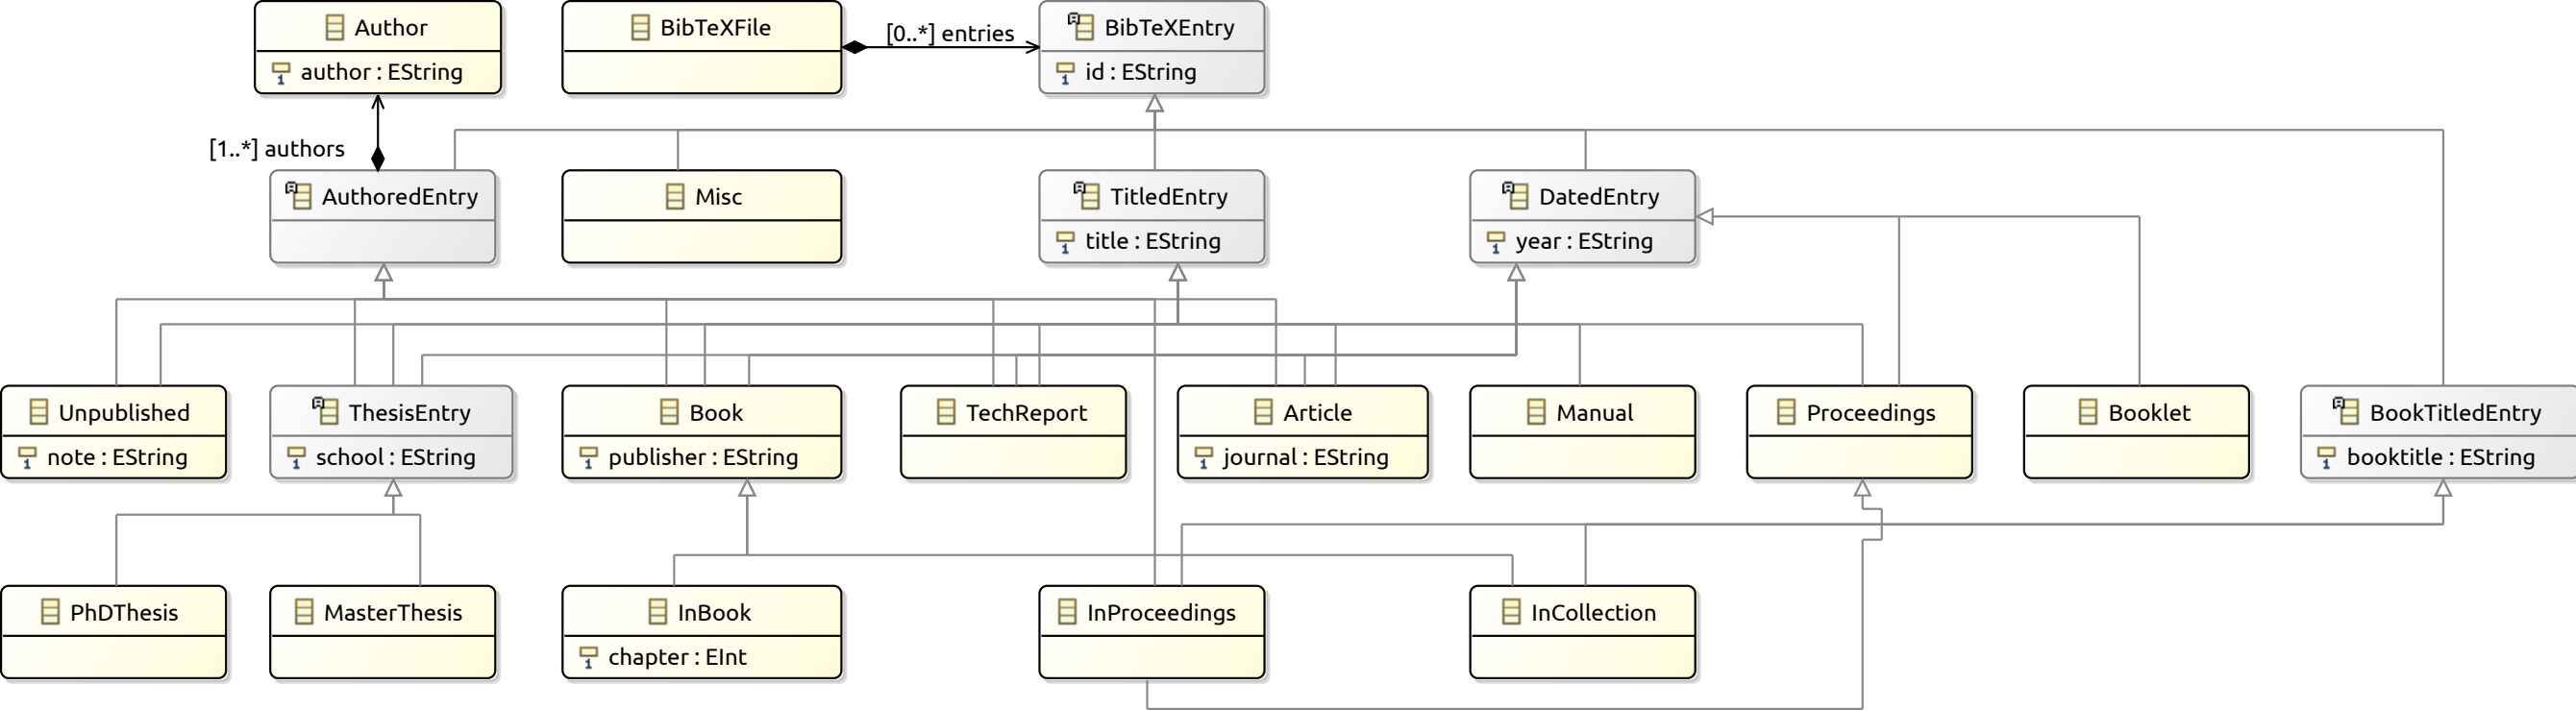 Author
author : EString
BibTeXFile
[0..*] entries
BibTeXEntry
id : EString
[1..*] authors
AuthoredEntry
Misc
TitledEntry
title : EString
DatedEntry
year : EString
Unpublished
note : EString
ThesisEntry
school : EString
Book
publisher : EString
TechReport
Article
journal : EString
Manual
Proceedings
Booklet
BookTitledEntry
booktitle : EString
PhDThesis
MasterThesis
InBook
chapter : EInt
InProceedings
InCollection